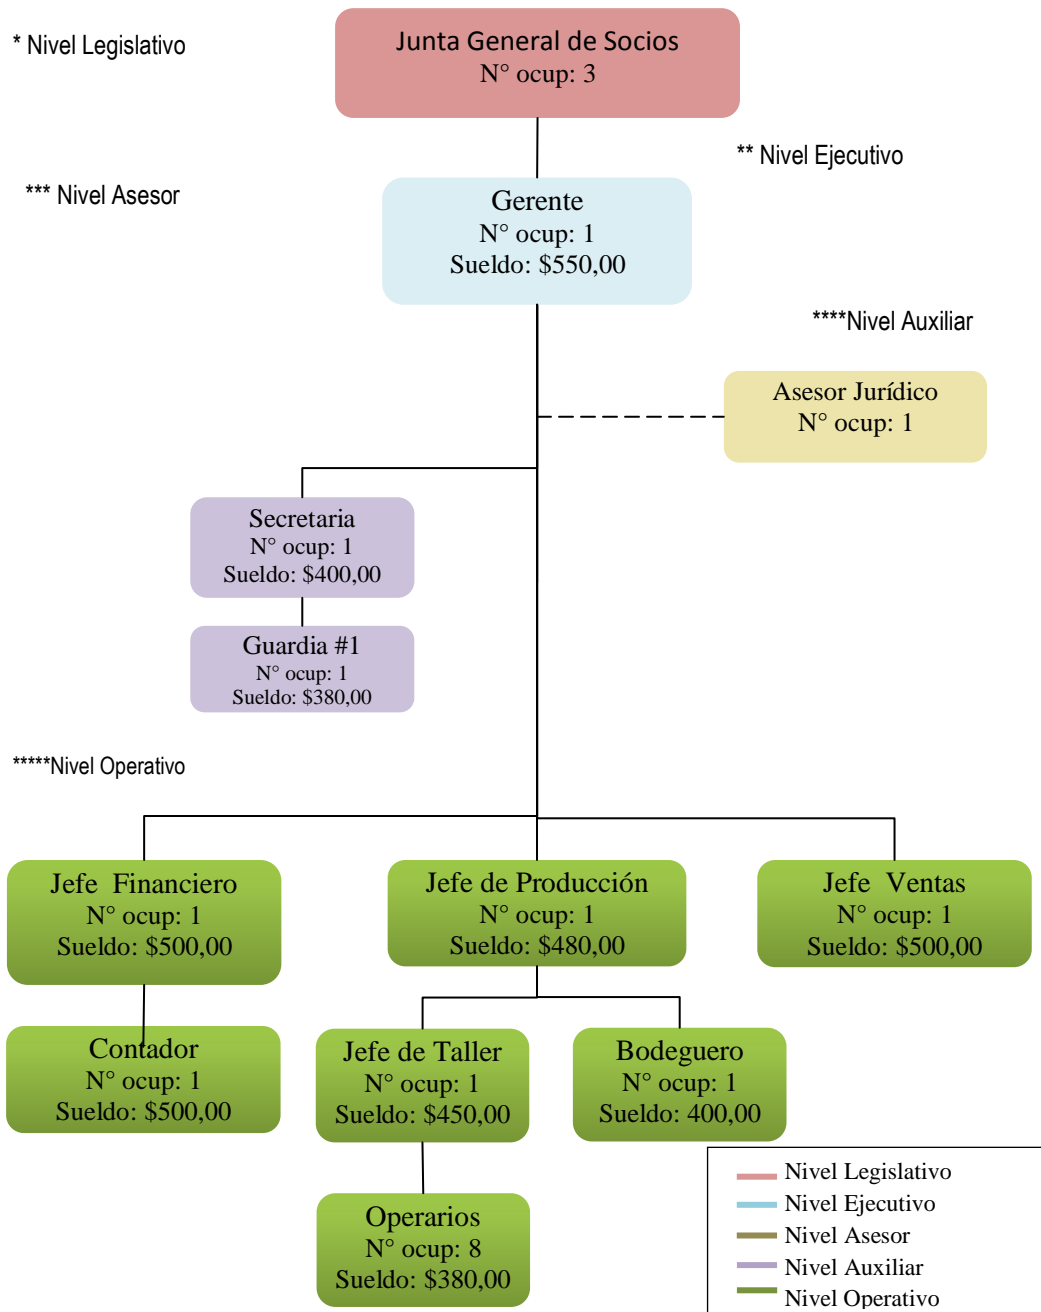 * Nivel Legislativo
Junta General de Socios
N° ocup: 3
** Nivel Ejecutivo
*** Nivel Asesor
Gerente
N° ocup: 1
Sueldo: $550,00
****Nivel Auxiliar
Asesor Jurídico
N° ocup: 1
Secretaria
N° ocup: 1
Sueldo: $400,00
Guardia #1
N° ocup: 1
Sueldo: $380,00
*****Nivel Operativo
Jefe Financiero
N° ocup: 1
Sueldo: $500,00
Jefe de Producción
N° ocup: 1
Sueldo: $480,00
Jefe Ventas
N° ocup: 1
Sueldo: $500,00
Contador
N° ocup: 1
Sueldo: $500,00
Jefe de Taller
N° ocup: 1
Sueldo: $450,00
Bodeguero
N° ocup: 1
Sueldo: 400,00
Operarios
N° ocup: 8
Sueldo: $380,00
Nivel Legislativo
Nivel Ejecutivo
Nivel Asesor
Nivel Auxiliar
Nivel Operativo